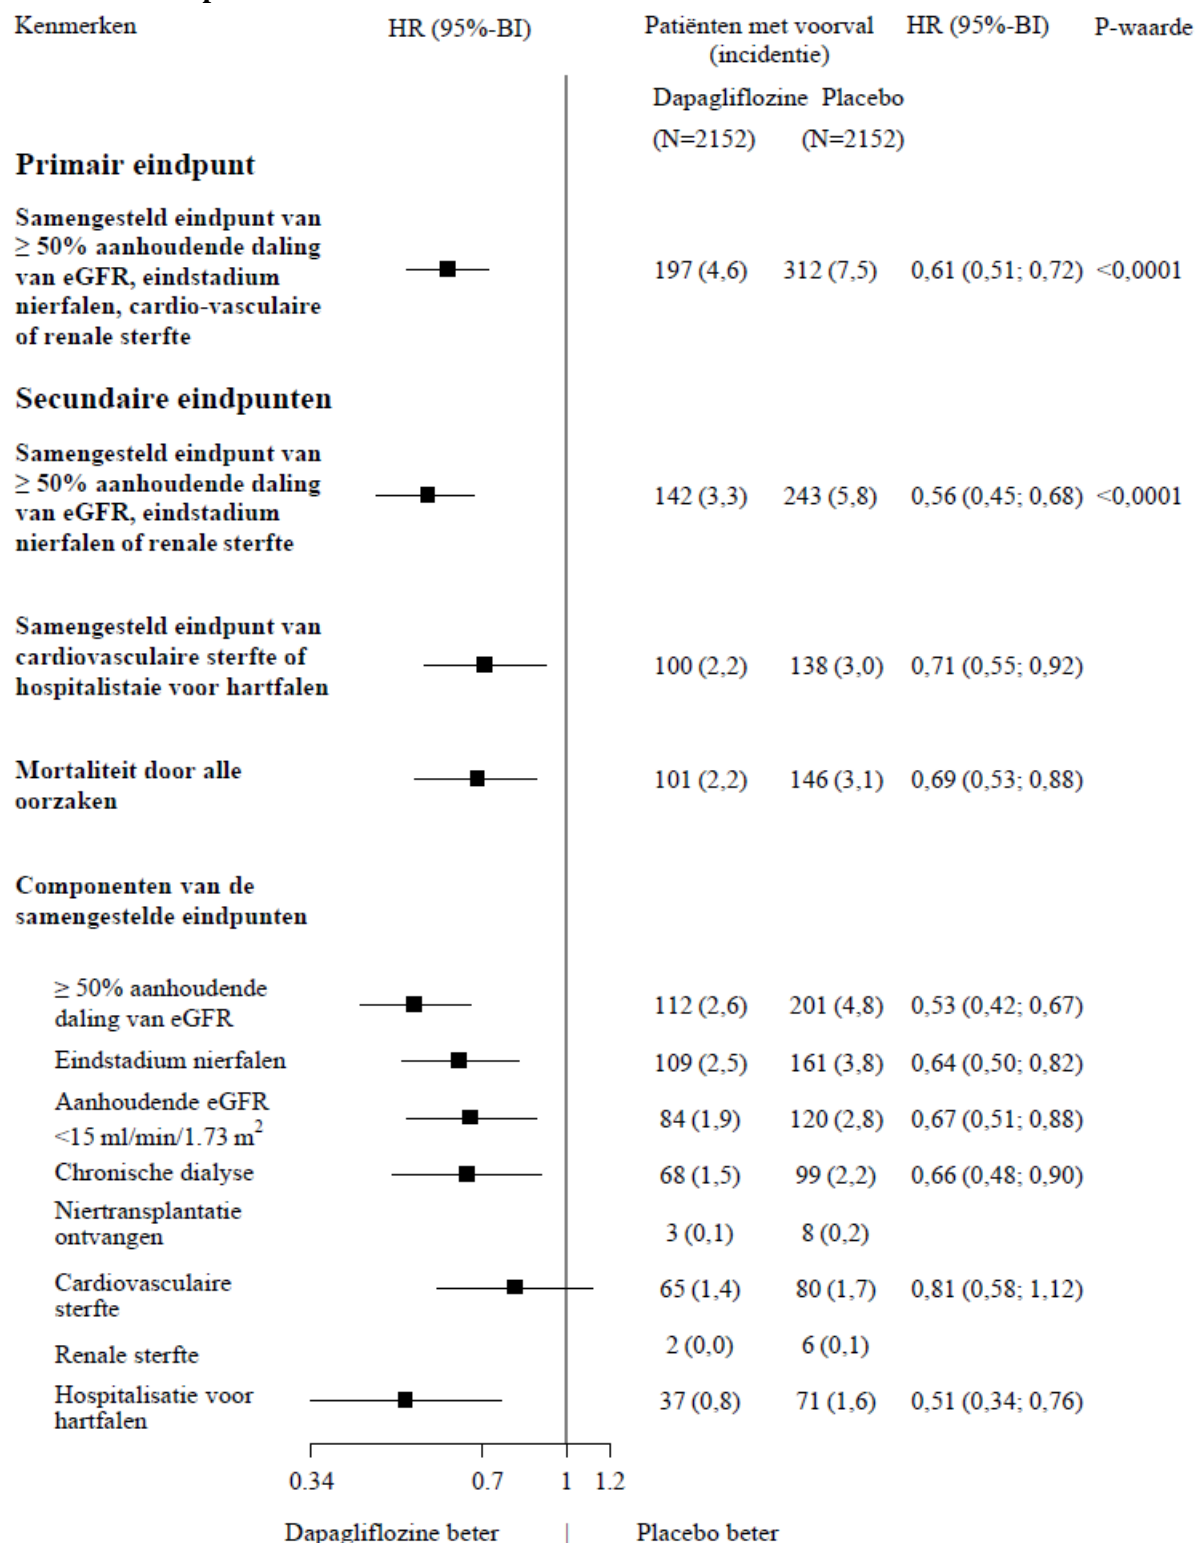 Kenmerken HR (95%-BI) Patiënten met voorval HR (95%-BI) P-waarde
(incidentie)
Dapagliflozine Placebo
(N=2152) (N=2152)
Primair eindpunt
Samengesteld eindpunt van
≥ 50% aanhoudende daling
van eGFR, eindstadium 197 (4,6) 312 (7,5) 0,61 (0,51; 0,72) <0,0001
nierfalen, cardio-vasculaire
of renale sterfte
Secundaire eindpunten
Samengesteld eindpunt van
≥ 50% aanhoudende daling 142 (3,3) 243 (5,8) 0,56 (0,45; 0,68) <0,0001
van eGFR, eindstadium
nierfalen of renale sterfte
Samengesteld eindpunt van
cardiovasculaire sterfte of 100 (2,2) 138 (3,0) 0,71 (0,55; 0,92)
hospitalistaie voor hartfalen
Mortaliteit door alle 101 (2,2) 146 (3,1) 0,69 (0,53; 0,88)
oorzaken
Componenten van de
samengestelde eindpunten
≥ 50% aanhoudende 112 (2,6) 201 (4,8) 0,53 (0,42; 0,67)
daling van eGFR
Eindstadium nierfalen 109 (2,5) 161 (3,8) 0,64 (0,50; 0,82)
Aanhoudende eGFR 84 (1,9) 120 (2,8) 0,67 (0,51; 0,88)
<15 ml/min/1.73 m²
Chronische dialyse 68 (1,5) 99 (2,2) 0,66 (0,48; 0,90)
Niertransplantatie 3 (0,1) 8 (0,2)
ontvangen
Cardiovasculaire 65 (1,4) 80 (1,7) 0,81 (0,58; 1,12)
sterfte
Renale sterfte 2 (0,0) 6 (0,1)
Hospitalisatie voor 37 (0,8) 71 (1,6) 0,51 (0,34; 0,76)
hartfalen
0.34 0.7 1 1.2
Dapagliflozine beter | Placebo beter